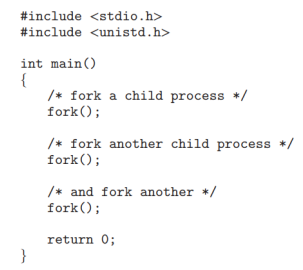 #include <stdio.h>
#include <unistd.h>
int main()
{
/* fork a child process */
fork();
/* fork another child process */
fork();
/* and fork another */
fork();
return 0;
}